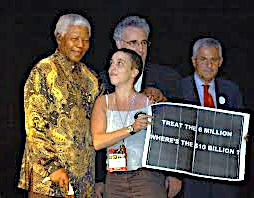 TREAT THE 6 MILLION
WHERE'S THE $10 BILLION?